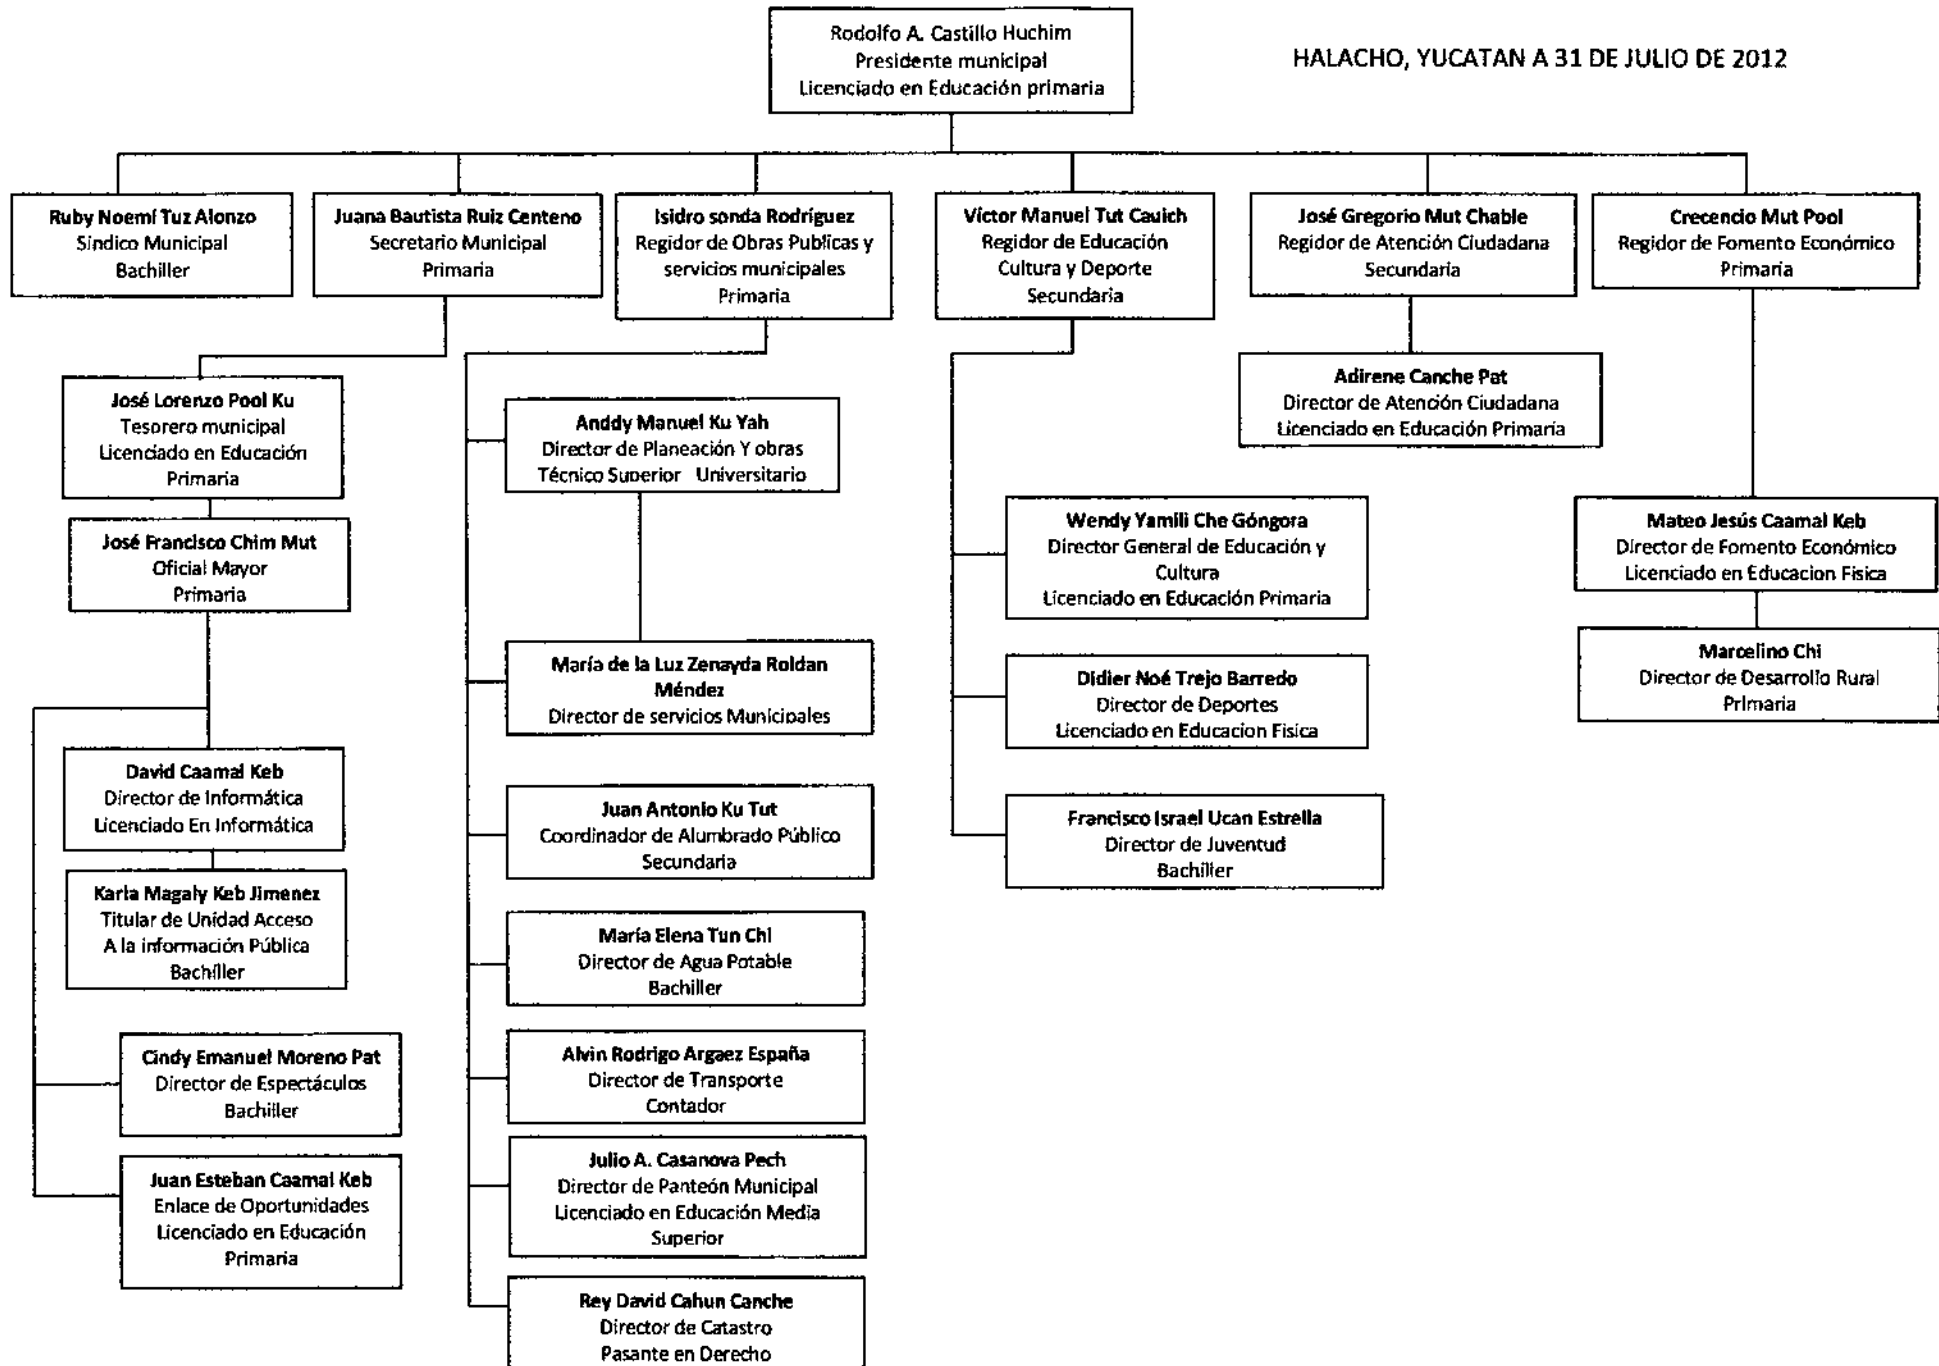 Rodolfo A. Castillo Huchim
Presidente municipal
Licenciado en Educación primaria
HALACHO, YUCATAN A 31 DE JULIO DE 2012
Ruby Noemí Tuz Alonzo
Sindico Municipal
Bachiller
Juana Bautista Ruiz Centeno
Secretario Municipal
Primaria
Isidro sonda Rodríguez
Regidor de Obras Publicas y
servicios municipales
Primaria
Víctor Manuel Tut Cauich
Regidor de Educación
Cultura y Deporte
Secundaria
José Gregorio Mut Chable
Regidor de Atención Ciudadana
Secundaria
Crecencio Mut Pool
Regidor de Fomento Económico
Primaria
José Lorenzo Pool Ku
Tesorero municipal
Licenciado en Educación
Primaria
José Francisco Chim Mut
Oficial Mayor
Primaria
David Caamal Keb
Director de Informática
Licenciado En Informática
Karla Magaly Keb Jimenez
Titular de Unidad Acceso
A la información Pública
Bachiller
Cindy Emanuel Moreno Pat
Director de Espectáculos
Bachiller
Juan Esteban Caamal Keb
Enlace de Oportunidades
Licenciado en Educación
Primaria
Anddy Manuel Ku Yah
Director de Planeación Y obras
Técnico Superior Universitario
María de la Luz Zenayda Roldan
Méndez
Director de servicios Municipales
Juan Antonio Ku Tut
Coordinador de Alumbrado Público
Secundaria
María Elena Tun Chi
Director de Agua Potable
Bachiller
Alvin Rodrigo Argaez España
Director de Transporte
Contador
Julio A. Casanova Pech
Director de Panteón Municipal
Licenciado en Educación Media
Superior
Rey David Cahun Canche
Director de Catastro
Pasante en Derecho
Wendy Yamili Che Góngora
Director General de Educación y
Cultura
Licenciado en Educación Primaria
Didier Noé Trejo Barredo
Director de Deportes
Licenciado en Educacion Fisica
Francisco Israel Ucan Estrella
Director de Juventud
Bachiller
Adirene Canche Pat
Director de Atención Ciudadana
Licenciado en Educación Primaria
Mateo Jesús Caamal Keb
Director de Fomento Económico
Licenciado en Educacion Fisica
Marcelino Chi
Director de Desarrollo Rural
Primaria